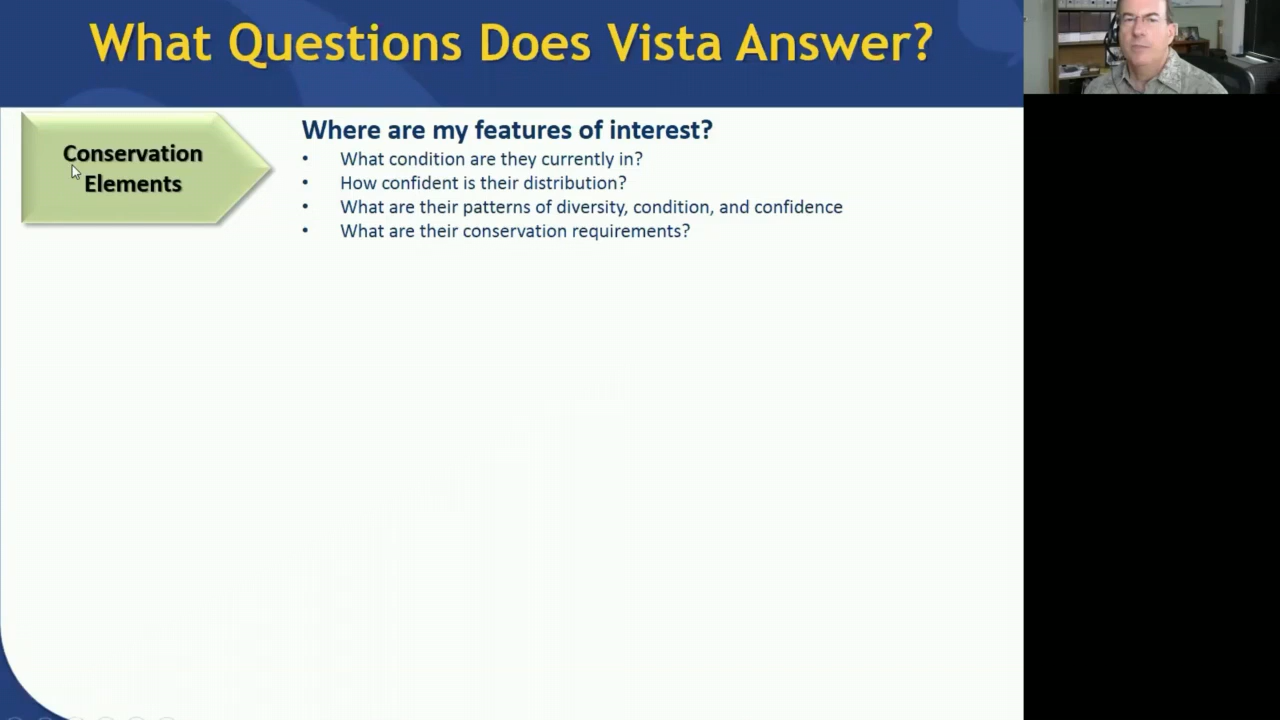 What Questions Does Vista Answer?
Conservation
Elements
Where are my features of interest?
• What condition are they currently in?
• How confident is their distribution?
• What are their patterns of diversity, condition, and confidence
• What are their conservation requirements?